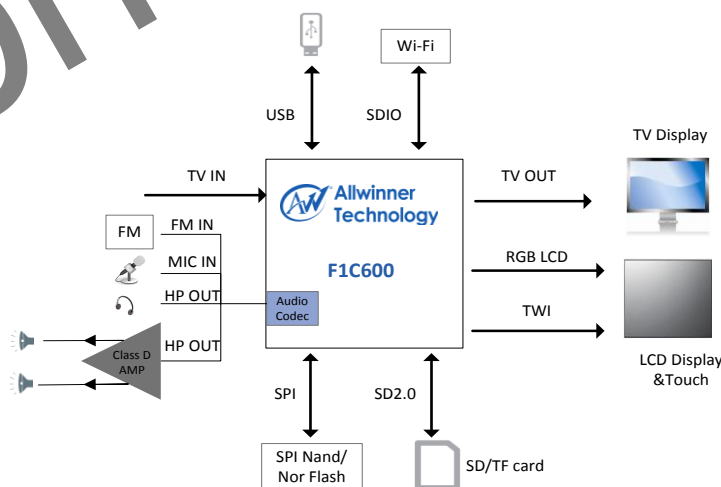 Wi-Fi
USB
SDIO
TV Display
TV IN
Allwinner
Technology
TV OUT
FM
FM IN
MIC IN
F1C600
RGB LCD
HP OUT
Audio
Codec
TWI
HP OUT
Class D
AMP
LCD Display
&Touch
SPI
SD2.0
SPI Nand/
Nor Flash
SD/TF card